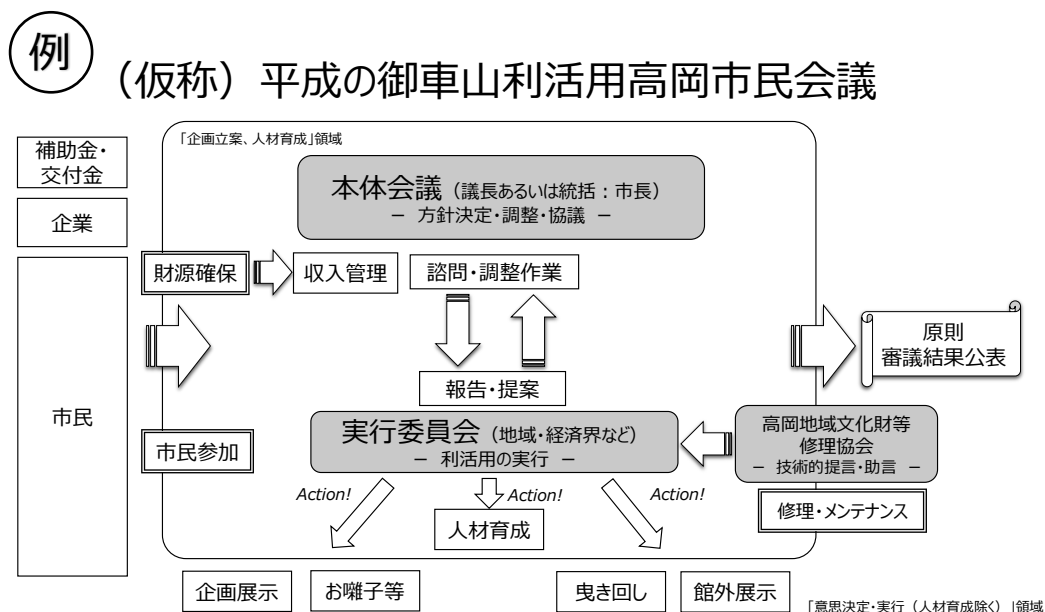 例
（仮称）平成の御車山利活用高岡市民会議
「企画立案、人材育成」領域
補助金・
交付金
企業
市民
本体会議（議長あるいは統括：市長）
－ 方針決定・調整・協議 －
財源確保
収入管理
諮問・調整作業
原則
審議結果公表
報告・提案
市民参加
実行委員会（地域・経済界など）
－ 利活用の実行 －
高岡地域文化財等
修理協会
－ 技術的提言・助言 －
修理・メンテナンス
Action!
Action!
Action!
人材育成
企画展示
お囃子等
曳き回し
館外展示
「意思決定・実行（人材育成除く）」領域